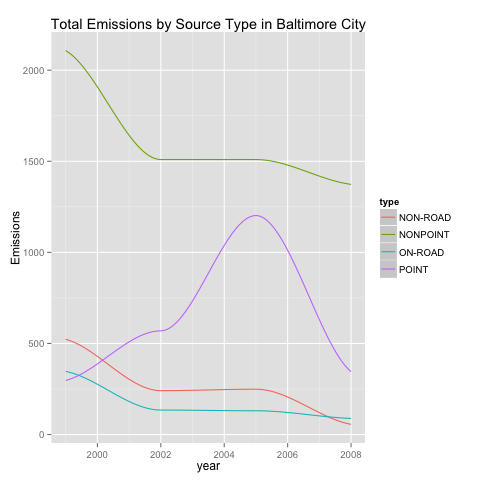 Total Emissions by Source Type in Baltimore City
2000
1500
1000
500
0
Emissions
2000 2002 2004 2006 2008
year
type
NON-ROAD
NONPOINT
ON-ROAD
POINT